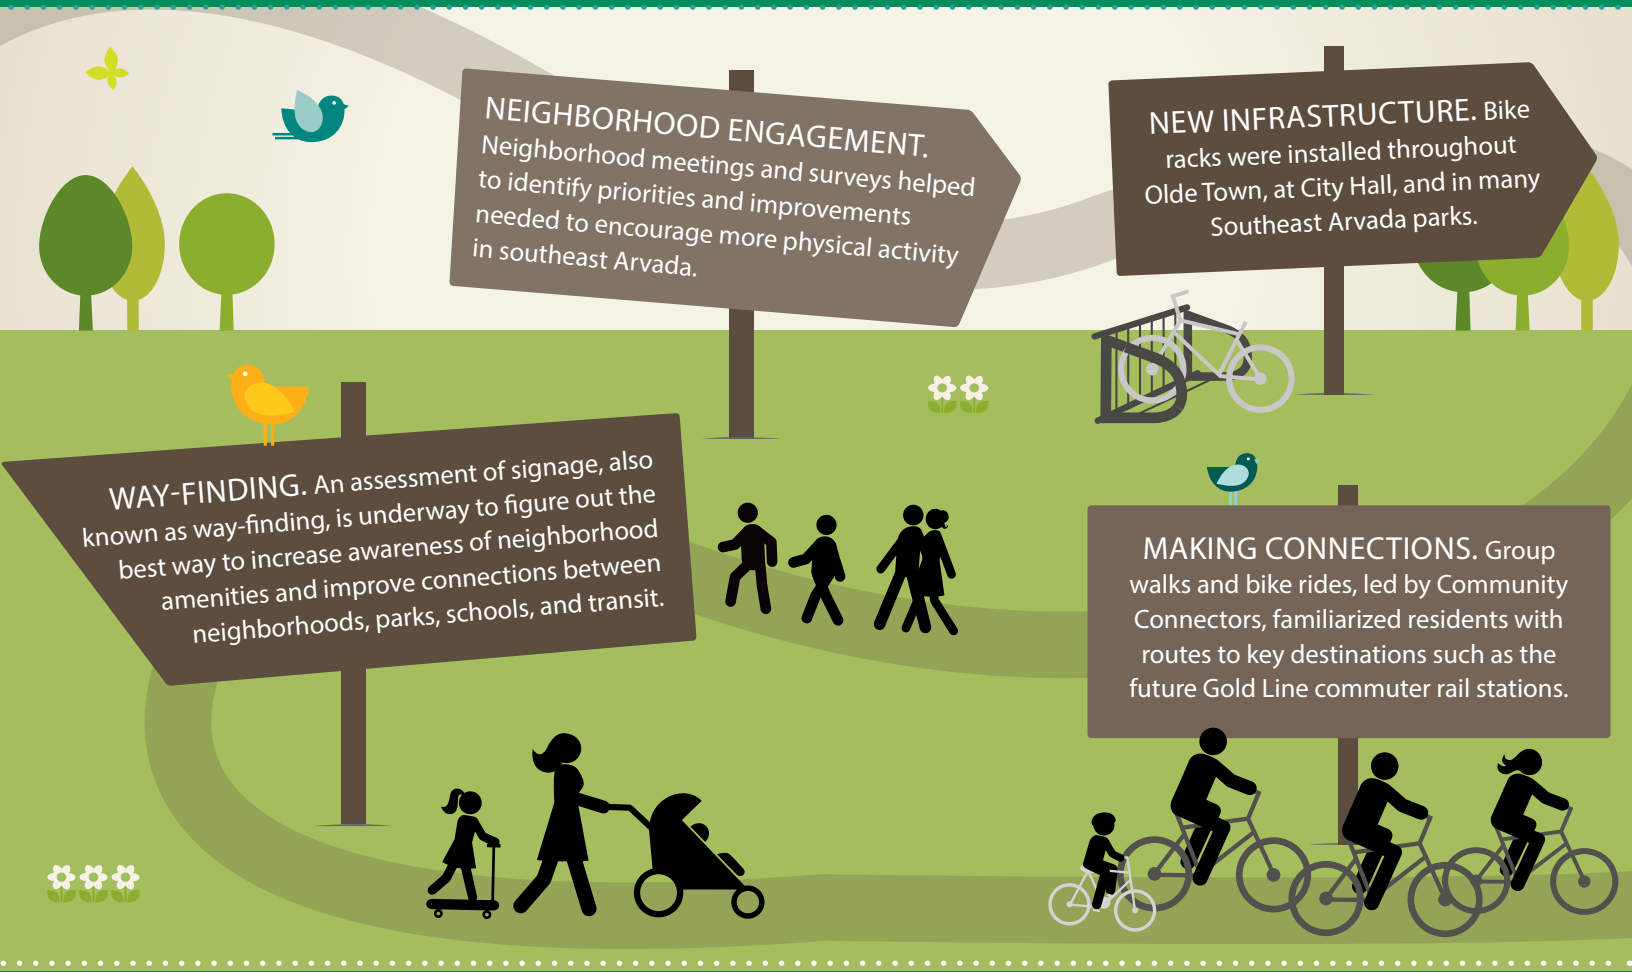 NEIGHBORHOOD ENGAGEMENT.
Neighborhood meetings and surveys helped
to identify priorities and improvements
needed to encourage more physical activity
in southeast Arvada.
NEW INFRASTRUCTURE. Bike
racks were installed throughout
Olde Town, at City Hall, and in many
Southeast Arvada parks.
WAY-FINDING. An assessment of signage, also
known as way-finding, is underway to figure out the
best way to increase awareness of neighborhood
amenities and improve connections between
neighborhoods, parks, schools, and transit.
MAKING CONNECTIONS. Group
walks and bike rides, led by Community
Connectors, familiarized residents with
routes to key destinations such as the
future Gold Line commuter rail stations.